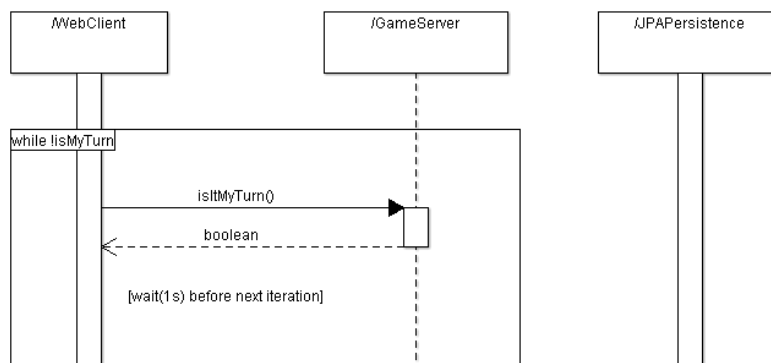 /WebClient
/GameServer
/JPAPersistence
while !isMyTurn
isItMyTurn()
boolean
[wait(1s) before next iteration]